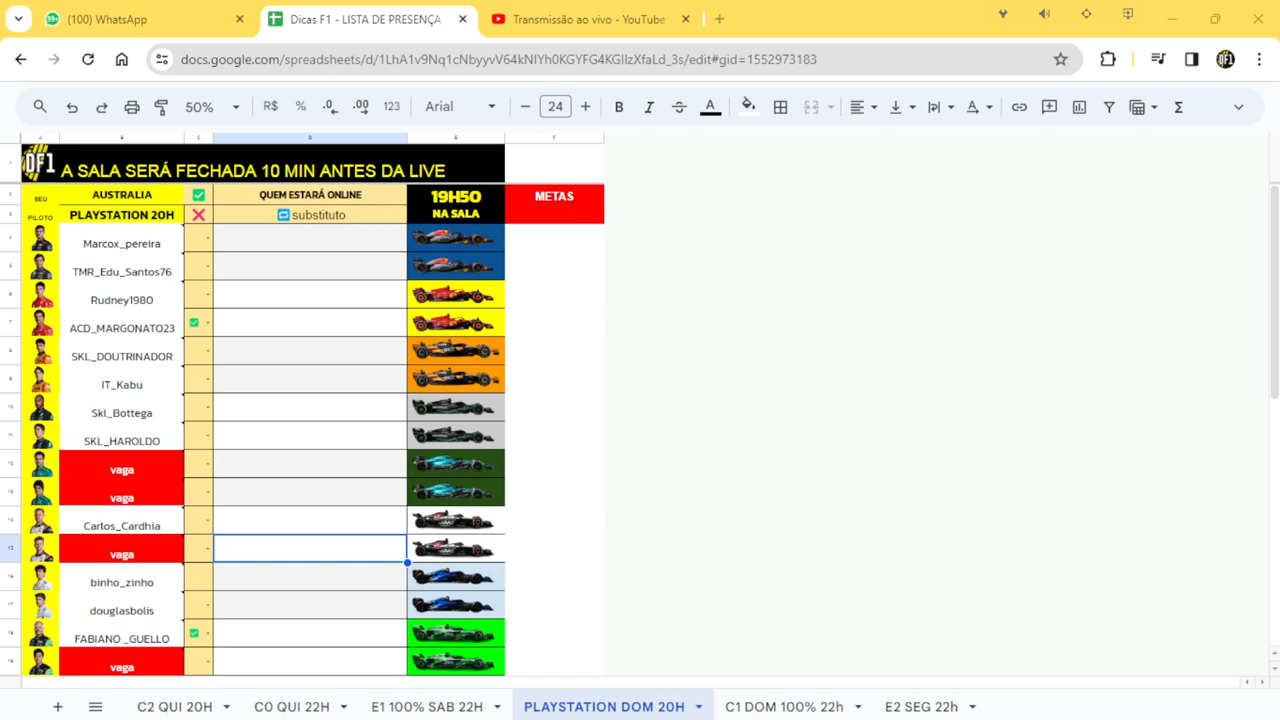 (100) WhatsApp
Dicas F1 - LISTA DE PRESENÇA
Transmissão ao vivo - YouTube
docs.google.com/spreadsheets/d/1LhA1v9Nq1cNbyyvV64kNIYh0KGYFG4KGIIzXfaLd_3s/edit#gid=1552973183
50% R$ % .0 .00 123 Arial 24 B I A
DF1 A SALA SERÁ FECHADA 10 MIN ANTES DA LIVE
SEU AUSTRALIA QUEM ESTARÁ ONLINE 19H50 METAS
PILOTO PLAYSTATION 20H substituto NA SALA
Marcox_pereira
TMR_Edu_Santos76
Rudney1980
ACD_MARGONATO23
SKL_DOUTRINADOR
IT_Kabu
Skl_Bottega
SKL_HAROLDO
vaga
vaga
Carlos_Cardhia
vaga
binho_zinho
douglasbolis
FABIANO _GUELLO
vaga
C2 QUI 20H C0 QUI 22H E1 100% SAB 22H PLAYSTATION DOM 20H C1 DOM 100% 22h E2 SEG 22h